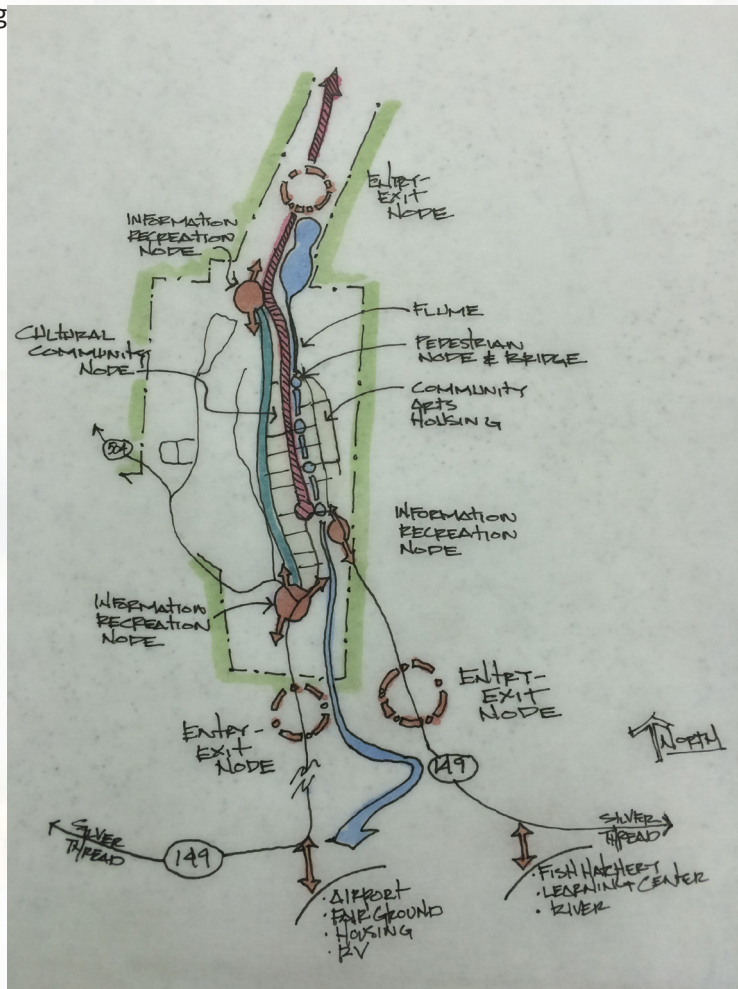 g
ENTRY-
EXIT
NODE
INFORMATION
RECREATION
NODE
FLUME
CULTURAL
COMMUNITY
NODE
PEDESTRIAN
NODE & BRIDGE
COMMUNITY
ARTS
HOUSING
504
INFORMATION
RECREATION
NODE
INFORMATION
RECREATION
NODE
ENTRY-
EXIT
NODE
ENTRY-
EXIT
NODE
NORTH
149
SILVER
THREAD
149
SILVER
THREAD
· AIRPORT
· FAIRGROUND
· HOUSING
· RV
· FISH HATCHERY
· LEARNING CENTER
· RIVER